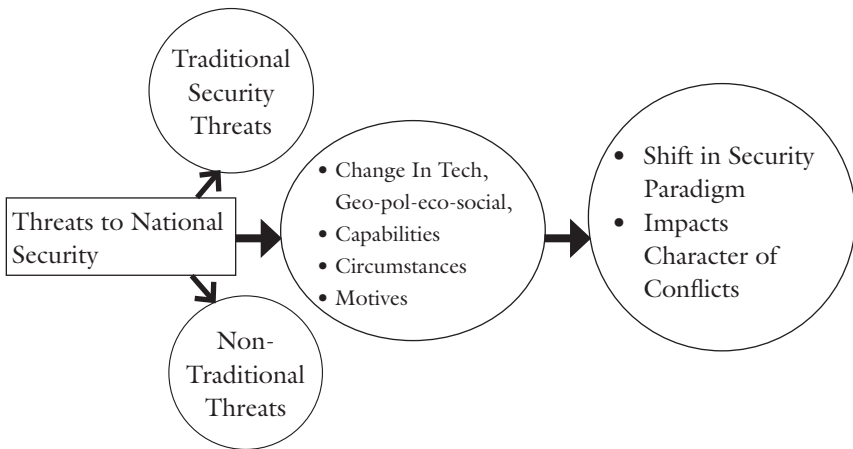 Traditional
Security
Threats
Threats to National
Security
Non-
Traditional
Threats
• Change In Tech,
Geo-pol-eco-social,
• Capabilities
• Circumstances
• Motives
• Shift in Security
Paradigm
• Impacts
Character of
Conflicts